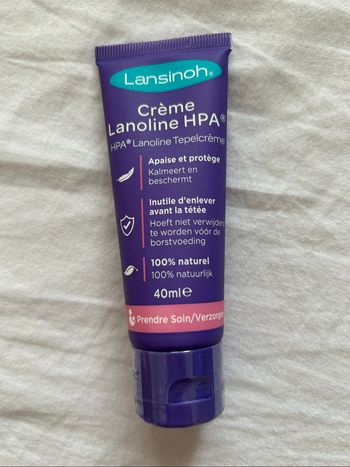 Lansinoh®
Crème
Lanoline HPA®
HPA® Lanoline Tepelcrème
Apaise et protège
Kalmeert en
beschermt
Inutile d'enlever
avant la tétée
Hoeft niet verwijderd
te worden vóór de
borstvoeding
100% naturel
100% natuurlijk
40ml℮
Prendre Soin/Verzorgen